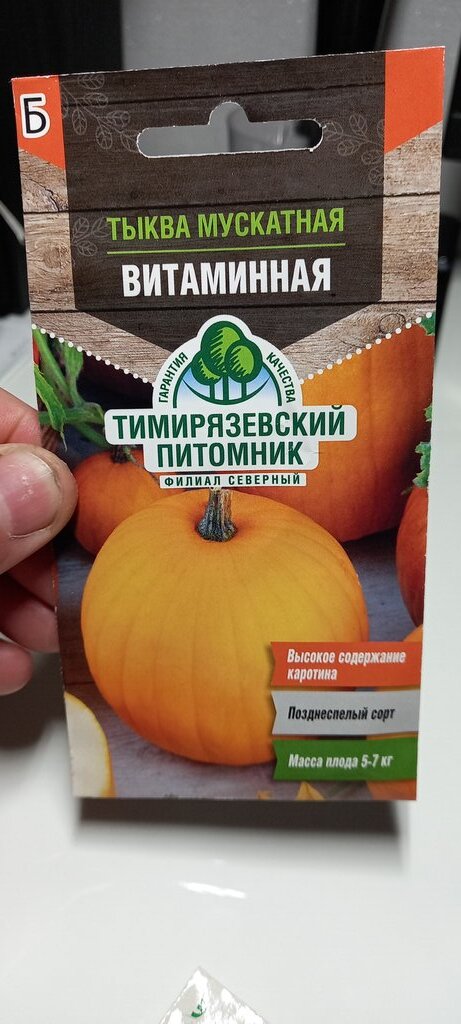 Б
ТЫКВА МУСКАТНАЯ
ВИТАМИННАЯ
ГАРАНТИЯ КАЧЕСТВА
ТИМИРЯЗЕВСКИЙ
ПИТОМНИК
ФИЛИАЛ СЕВЕРНЫЙ
Высокое содержание
каротина
Позднеспелый сорт
Масса плода 5-7 кг